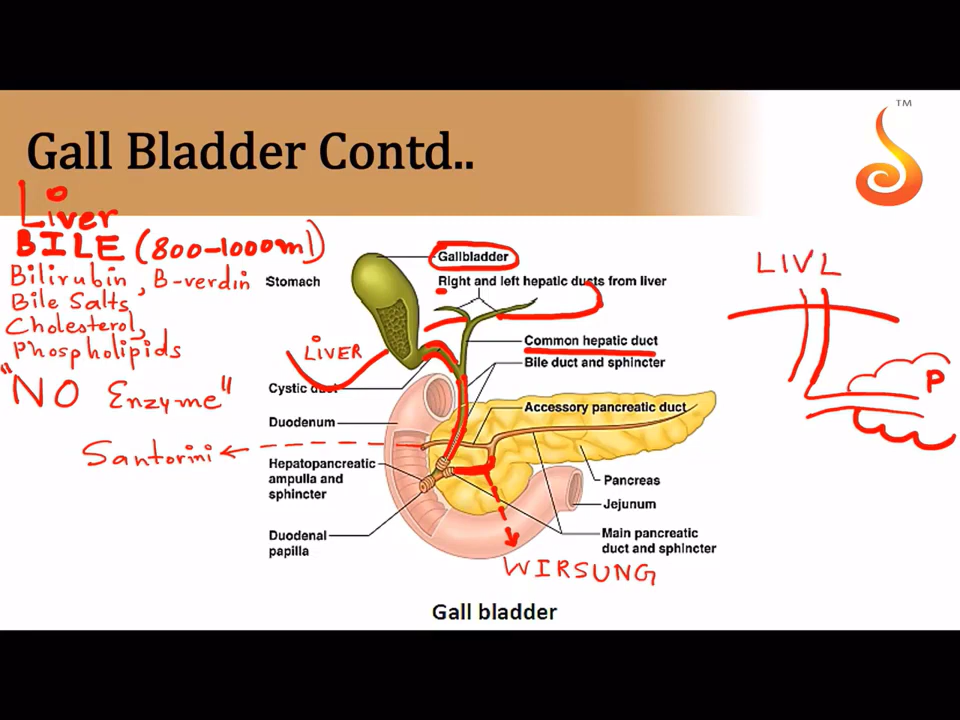 TM
Gall Bladder Contd..
Liver
BILE (800-1000ml)
Bilirubin, B-verdin
Bile Salts
Cholesterol,
Phospholipids
"NO Enzyme"
Santorini
Stomach
Gallbladder
Right and left hepatic ducts from liver
Common hepatic duct
Bile duct and sphincter
LIVER
Cystic duct
Accessory pancreatic duct
Duodenum
Hepatopancreatic
ampulla and
sphincter
Pancreas
Jejunum
Duodenal
papilla
Main pancreatic
duct and sphincter
WIRSUNG
Gall bladder
LIVL
P